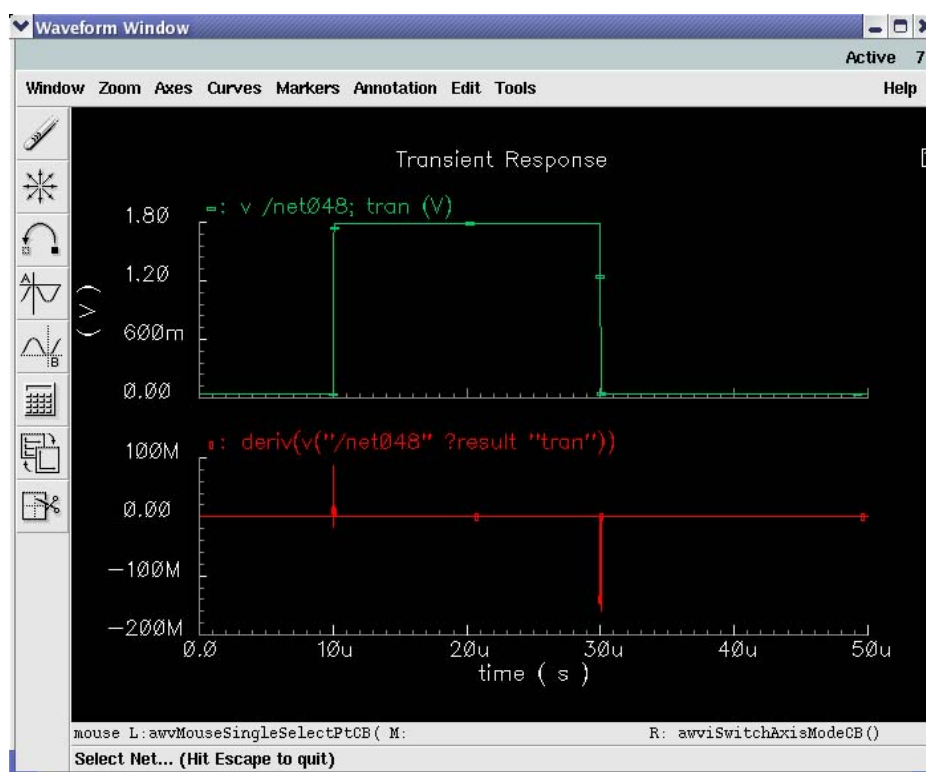 Waveform Window
Active 7
Window Zoom Axes Curves Markers Annotation Edit Tools Help
Transient Response
A
B
: v /net048; tran (V)
1.80
1.20
600m
0.00
(V)
: deriv(v("/net048" ?result "tran"))
100M
0.00
-100M
-200M
0.0 10u 20u 30u 40u 50u
time ( s )
mouse L:awvMouseSingleSelectPtCB( M: R: awviSwitchAxisModeCB()
Select Net... (Hit Escape to quit)